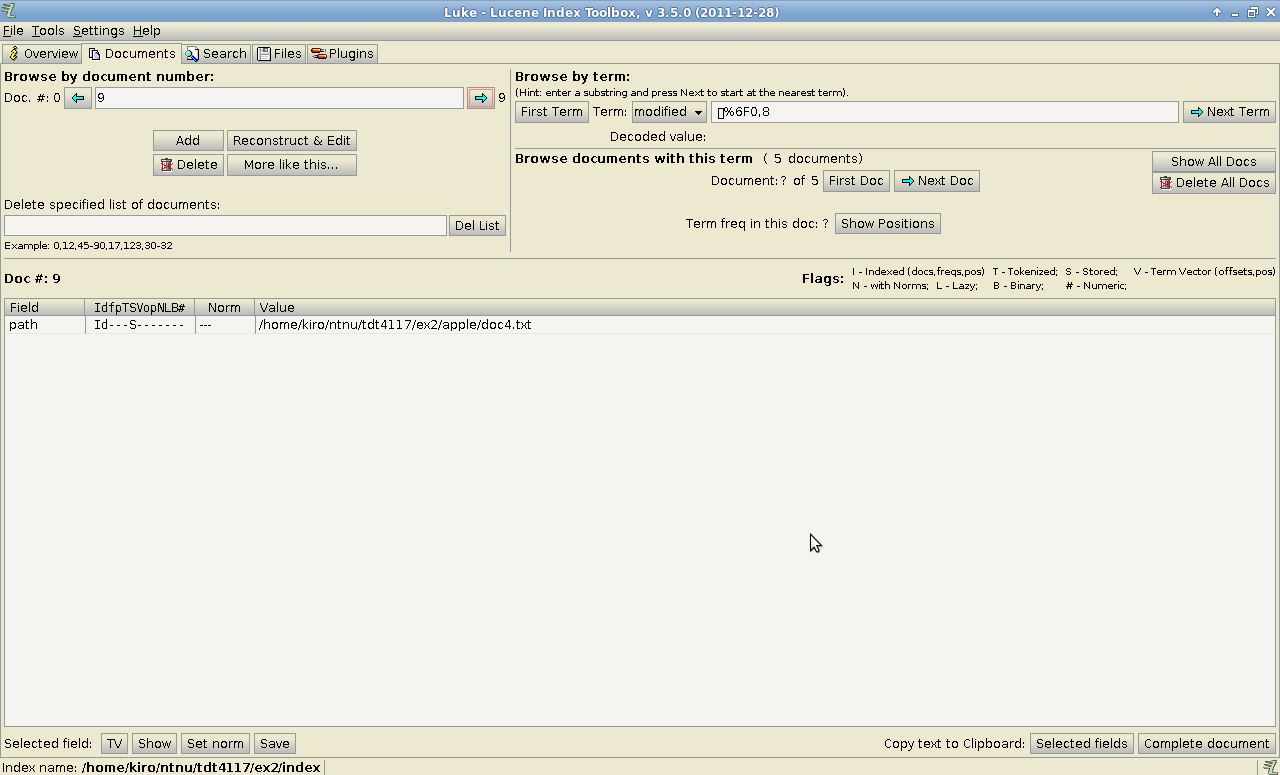 Luke - Lucene Index Toolbox, v 3.5.0 (2011-12-28)
File Tools Settings Help
Overview Documents Search Files Plugins
Browse by document number:
Doc. #: 0 9 9
Add Reconstruct & Edit
Delete More like this...
Delete specified list of documents:
Del List
Example: 0,12,45-90,17,123,30-32
Browse by term:
(Hint: enter a substring and press Next to start at the nearest term).
First Term Term: modified %6F0,8 Next Term
Decoded value:
Browse documents with this term ( 5 documents) Show All Docs
Document: ? of 5 First Doc Next Doc Delete All Docs
Term freq in this doc: ? Show Positions
Doc #: 9
Flags: I - Indexed (docs,freqs,pos) T - Tokenized; S - Stored; V - Term Vector (offsets,pos)
N - with Norms; L - Lazy; B - Binary; # - Numeric;
Field IdfpTSVopNLB# Norm Value
path Id---S------- --- /home/kiro/ntnu/tdt4117/ex2/apple/doc4.txt
Selected field: TV Show Set norm Save Copy text to Clipboard: Selected fields Complete document
Index name: /home/kiro/ntnu/tdt4117/ex2/index